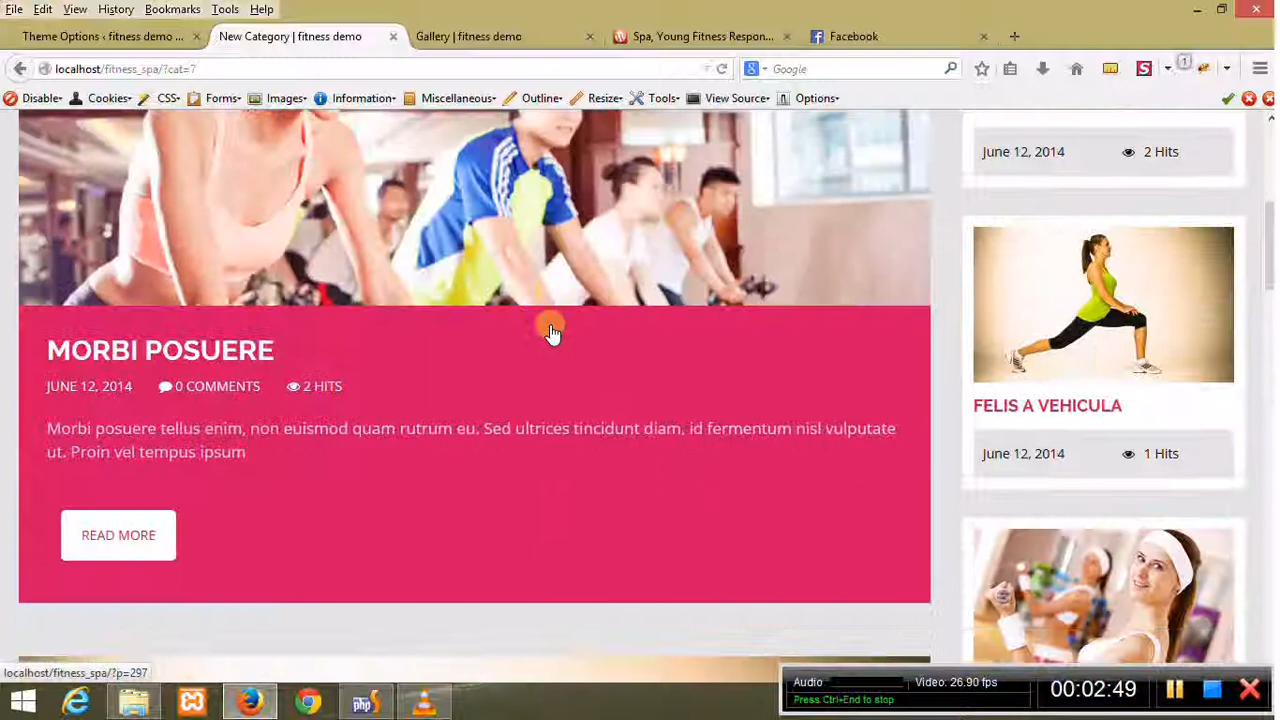 File Edit View History Bookmarks Tools Help
Theme Options ‹ fitness demo ... × New Category | fitness demo × Gallery | fitness demo × Spa, Young Fitness Respon... × Facebook ×
localhost/fitness_spa/?cat=7 Google 1
Disable Cookies CSS Forms Images Information Miscellaneous Outline Resize Tools View Source Options
June 12, 2014 2 Hits
MORBI POSUERE
JUNE 12, 2014 0 COMMENTS 2 HITS
Morbi posuere tellus enim, non euismod quam rutrum eu. Sed ultrices tincidunt diam, id fermentum nisl vulputate
ut. Proin vel tempus ipsum
READ MORE
FELIS A VEHICULA
June 12, 2014 1 Hits
localhost/fitness_spa/?p=297
Audio Video: 26.90 fps
Press Ctrl+End to stop
00:02:49